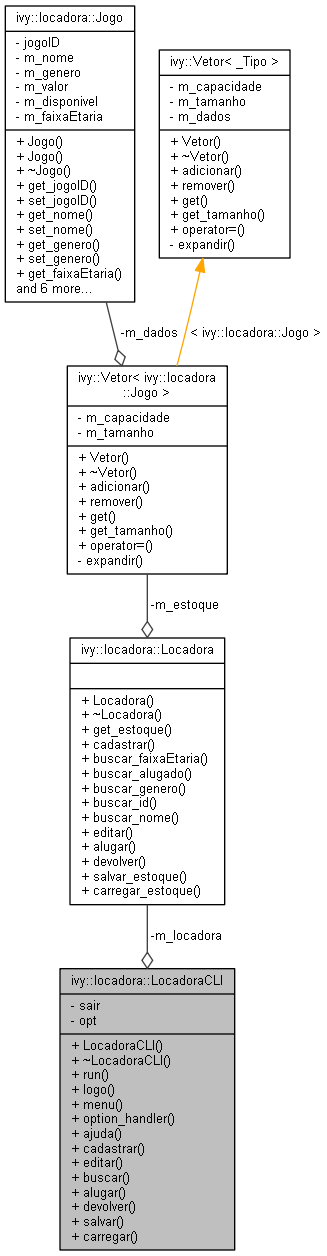 ivy::locadora::Jogo
- jogoID
- m_nome
- m_genero
- m_valor
- m_disponivel
- m_faixaEtaria
+ Jogo()
+ Jogo()
+ ~Jogo()
+ get_jogoID()
+ set_jogoID()
+ get_nome()
+ set_nome()
+ get_genero()
+ set_genero()
+ get_faixaEtaria()
and 6 more...
ivy::Vetor< _Tipo >
- m_capacidade
- m_tamanho
- m_dados
+ Vetor()
+ ~Vetor()
+ adicionar()
+ remover()
+ get()
+ get_tamanho()
+ operator=()
- expandir()
-m_dados
< ivy::locadora::Jogo >
ivy::Vetor< ivy::locadora
::Jogo >
- m_capacidade
- m_tamanho
+ Vetor()
+ ~Vetor()
+ adicionar()
+ remover()
+ get()
+ get_tamanho()
+ operator=()
- expandir()
-m_estoque
ivy::locadora::Locadora
+ Locadora()
+ ~Locadora()
+ get_estoque()
+ cadastrar()
+ buscar_faixaEtaria()
+ buscar_alugado()
+ buscar_genero()
+ buscar_id()
+ buscar_nome()
+ editar()
+ alugar()
+ devolver()
+ salvar_estoque()
+ carregar_estoque()
-m_locadora
ivy::locadora::LocadoraCLI
- sair
- opt
+ LocadoraCLI()
+ ~LocadoraCLI()
+ run()
+ logo()
+ menu()
+ option_handler()
+ ajuda()
+ cadastrar()
+ editar()
+ buscar()
+ alugar()
+ devolver()
+ salvar()
+ carregar()